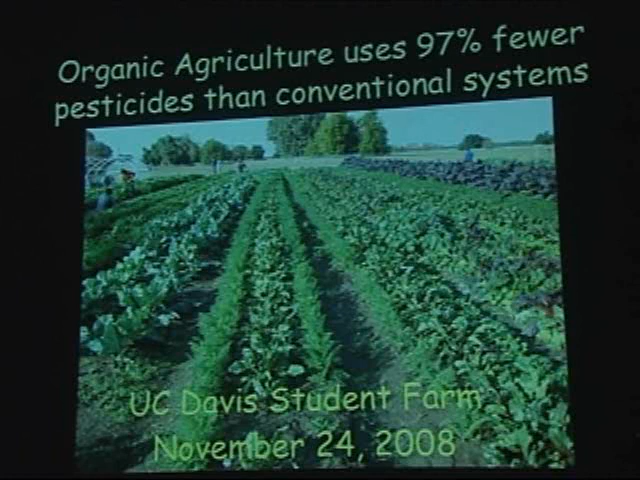 Organic Agriculture uses 97% fewer
pesticides than conventional systems
UC Davis Student Farm
November 24, 2008